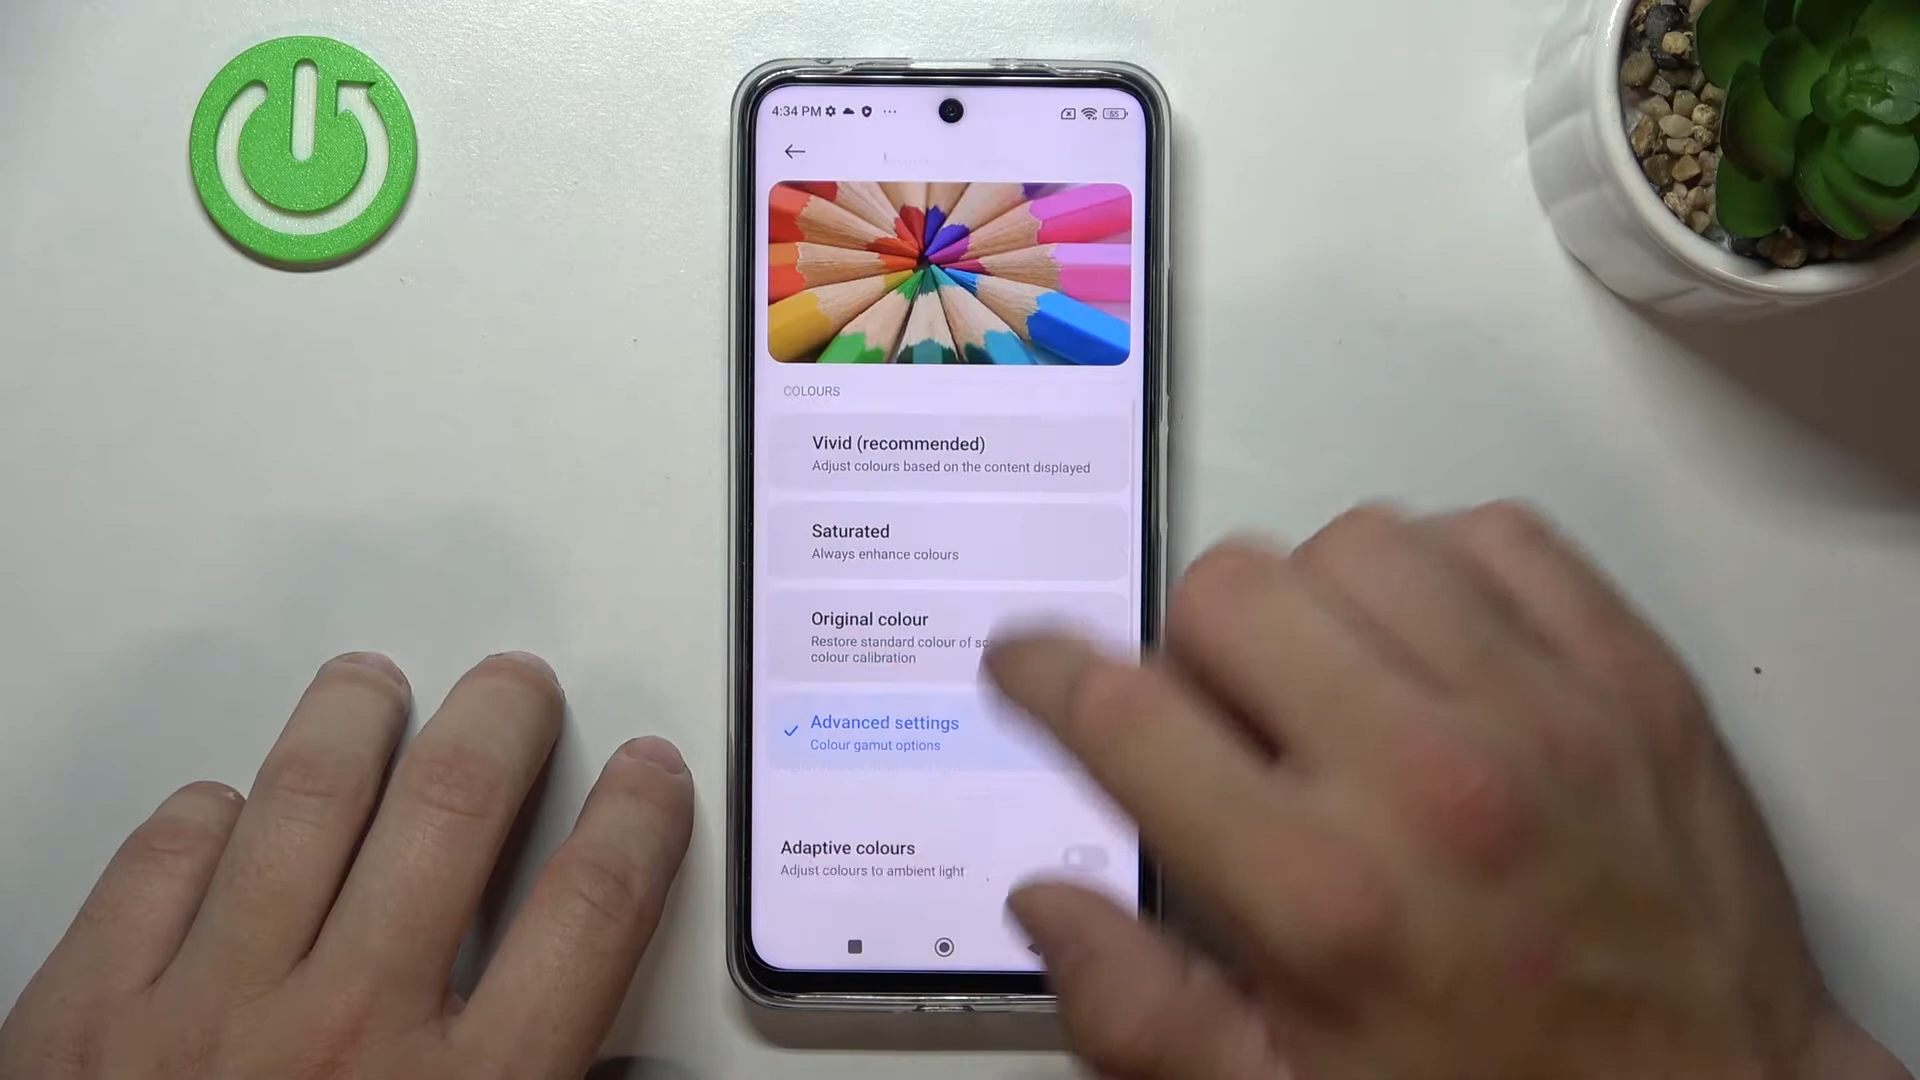 4:34 PM
55
COLOURS
Vivid (recommended)
Adjust colours based on the content displayed
Saturated
Always enhance colours
Original colour
Restore standard colour of
colour calibration
Advanced settings
Colour gamut options
Adaptive colours
Adjust colours to ambient light